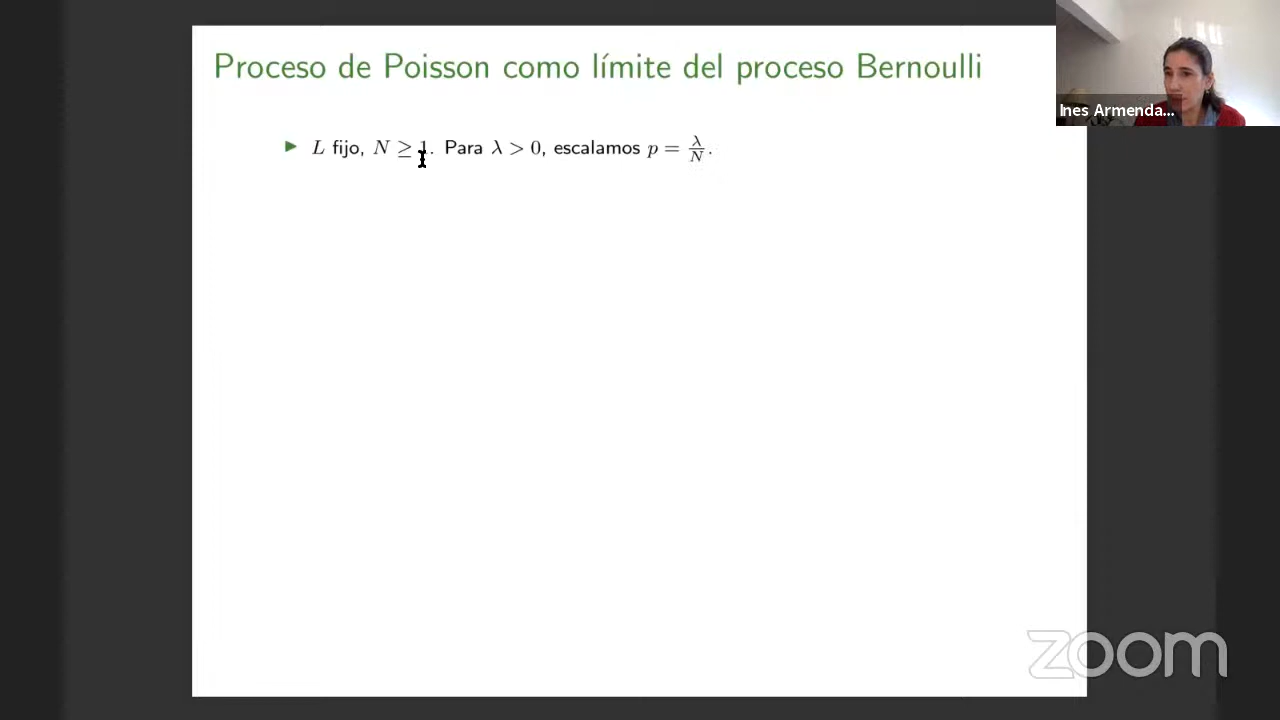 Proceso de Poisson como límite del proceso Bernoulli
Ines Armenda...
▶ L fijo, N ≥ 1. Para λ > 0, escalamos p = λ/N.
zoom